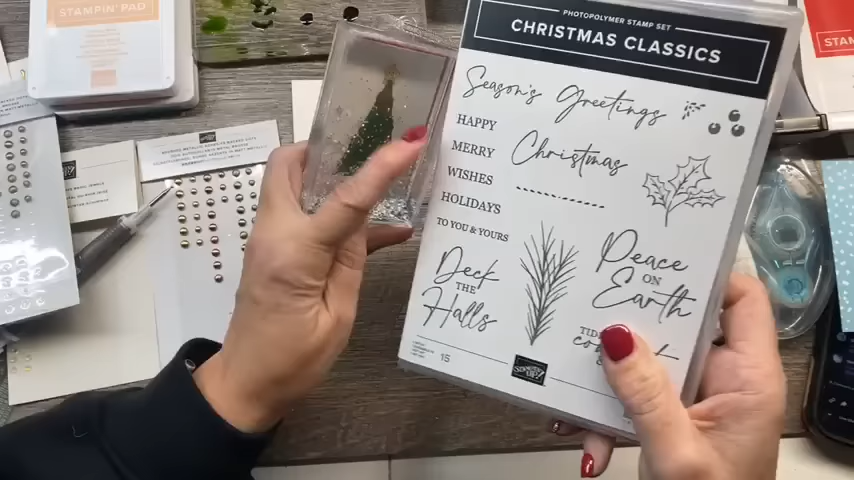 STAMPIN' PAD
PHOTOPOLYMER STAMP SET
CHRISTMAS CLASSICS
Season's Greetings
HAPPY
MERRY
WISHES
HOLIDAYS
TO YOU & YOURS
Christmas
Deck
THE
Halls
Peace
ON
Earth
15
STAMPIN' UP!